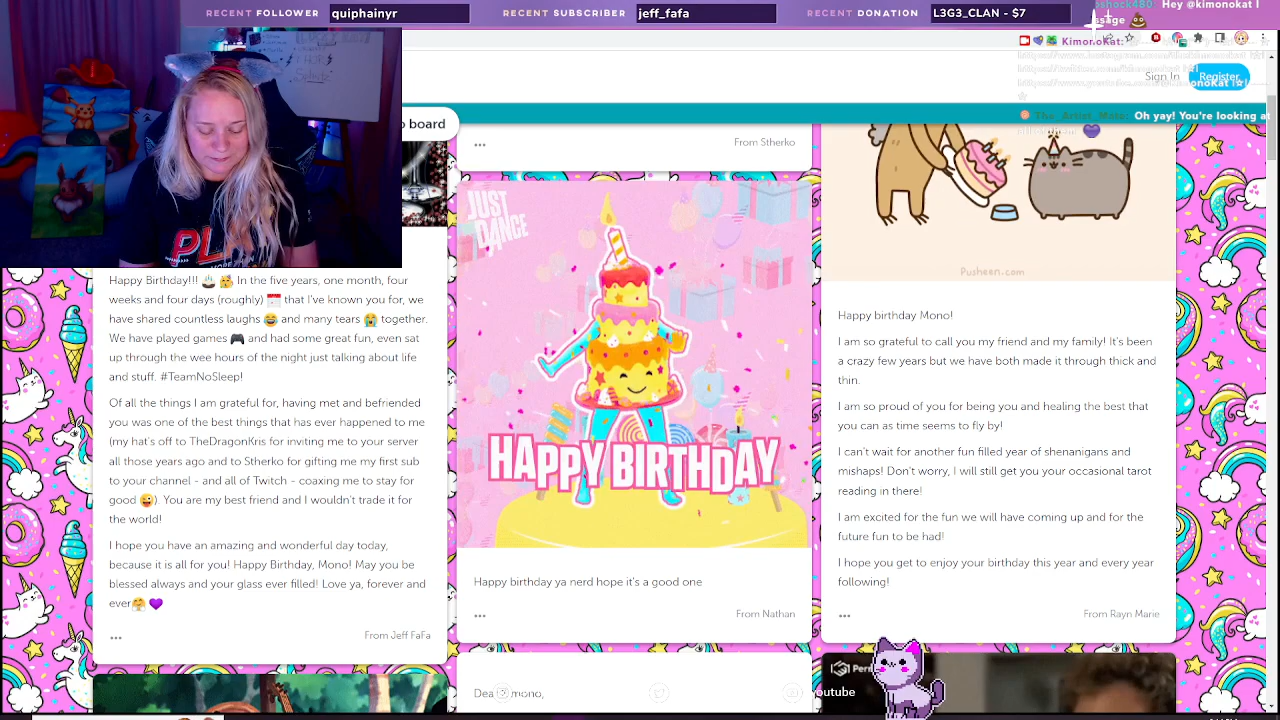 RECENT FOLLOWER quiphainyr RECENT SUBSCRIBER jeff_fafa RECENT DONATION L3G3_CLAN - $7
Hey @kimonokat I
KimonoKat:
Sign In Register
The_Artist_Moto: Oh yay! You're looking at
board
From Stherko
JUST
DANCE
HAPPY BIRTHDAY
Happy birthday ya nerd hope it's a good one
From Nathan
Happy Birthday!!! In the five years, one month, four
weeks and four days (roughly) that I've known you for, we
have shared countless laughs and many tears together.
We have played games and had some great fun, even sat
up through the wee hours of the night just talking about life
and stuff. #TeamNoSleep!
Of all the things I am grateful for, having met and befriended
you was one of the best things that has ever happened to me
(my hat's off to TheDragonKris for inviting me to your server
all those years ago and to Stherko for gifting me my first sub
to your channel - and all of Twitch - coaxing me to stay for
good ). You are my best friend and I wouldn't trade it for
the world!
I hope you have an amazing and wonderful day today,
because it is all for you! Happy Birthday, Mono! May you be
blessed always and your glass ever filled! Love ya, forever and
ever
From Jeff FaFa
Pusheen.com
Happy birthday Mono!
I am so grateful to call you my friend and my family! It's been
a crazy few years but we have both made it through thick and
thin.
I am so proud of you for being you and healing the best that
you can as time seems to fly by!
I can't wait for another fun filled year of shenanigans and
mishaps! Don't worry, I will still get you your occasional tarot
reading in there!
I am excited for the fun we will have coming up and for the
future fun to be had!
I hope you get to enjoy your birthday this year and every year
following!
From Rayn Marie
mono,
outube